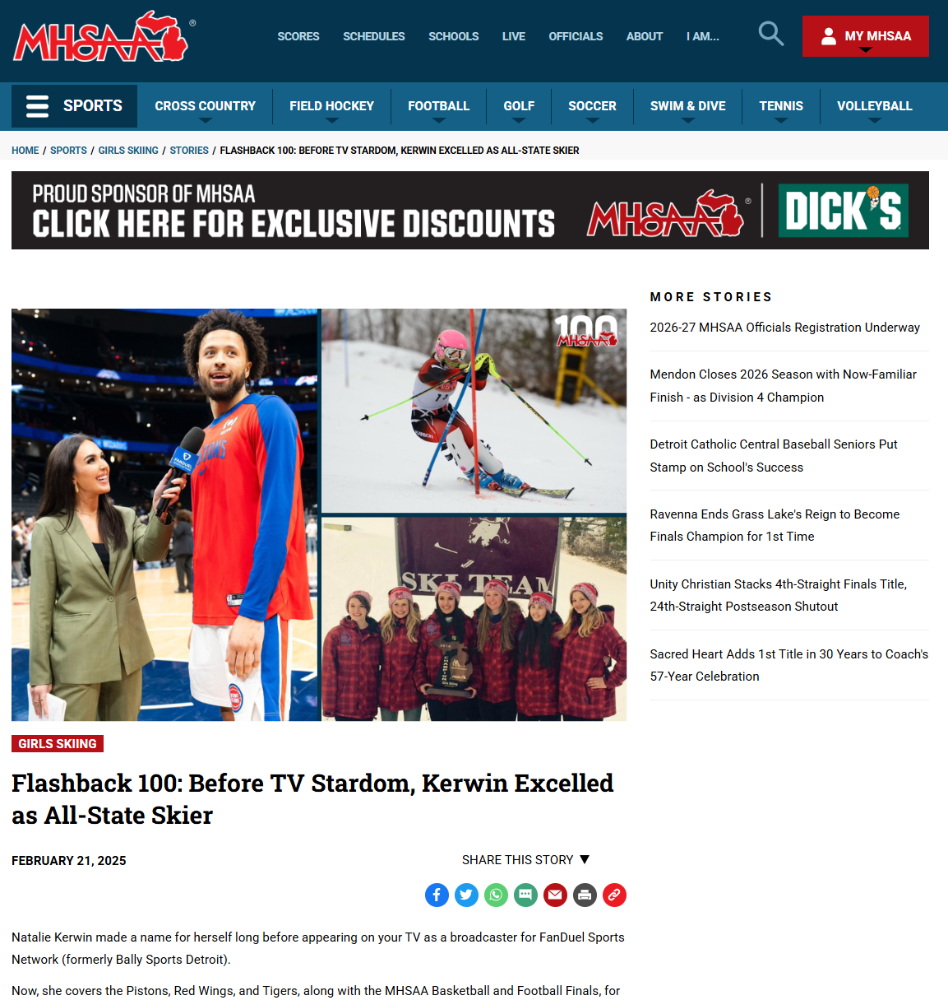 MHSAA ®
SCORES
SCHEDULES
SCHOOLS
LIVE
OFFICIALS
ABOUT
I AM...
MY MHSAA
SPORTS
CROSS COUNTRY
FIELD HOCKEY
FOOTBALL
GOLF
SOCCER
SWIM & DIVE
TENNIS
VOLLEYBALL
HOME / SPORTS / GIRLS SKIING / STORIES / FLASHBACK 100: BEFORE TV STARDOM, KERWIN EXCELLED AS ALL-STATE SKIER
PROUD SPONSOR OF MHSAA
CLICK HERE FOR EXCLUSIVE DISCOUNTS
MHSAA ®
DICK'S
100
MHSAA
FANDUEL
SKI TEAM
GIRLS SKIING
Flashback 100: Before TV Stardom, Kerwin Excelled
as All-State Skier
FEBRUARY 21, 2025
SHARE THIS STORY ▼
Natalie Kerwin made a name for herself long before appearing on your TV as a broadcaster for FanDuel Sports
Network (formerly Bally Sports Detroit).
Now, she covers the Pistons, Red Wings, and Tigers, along with the MHSAA Basketball and Football Finals, for
MORE STORIES
2026-27 MHSAA Officials Registration Underway
Mendon Closes 2026 Season with Now-Familiar
Finish - as Division 4 Champion
Detroit Catholic Central Baseball Seniors Put
Stamp on School's Success
Ravenna Ends Grass Lake's Reign to Become
Finals Champion for 1st Time
Unity Christian Stacks 4th-Straight Finals Title,
24th-Straight Postseason Shutout
Sacred Heart Adds 1st Title in 30 Years to Coach's
57-Year Celebration